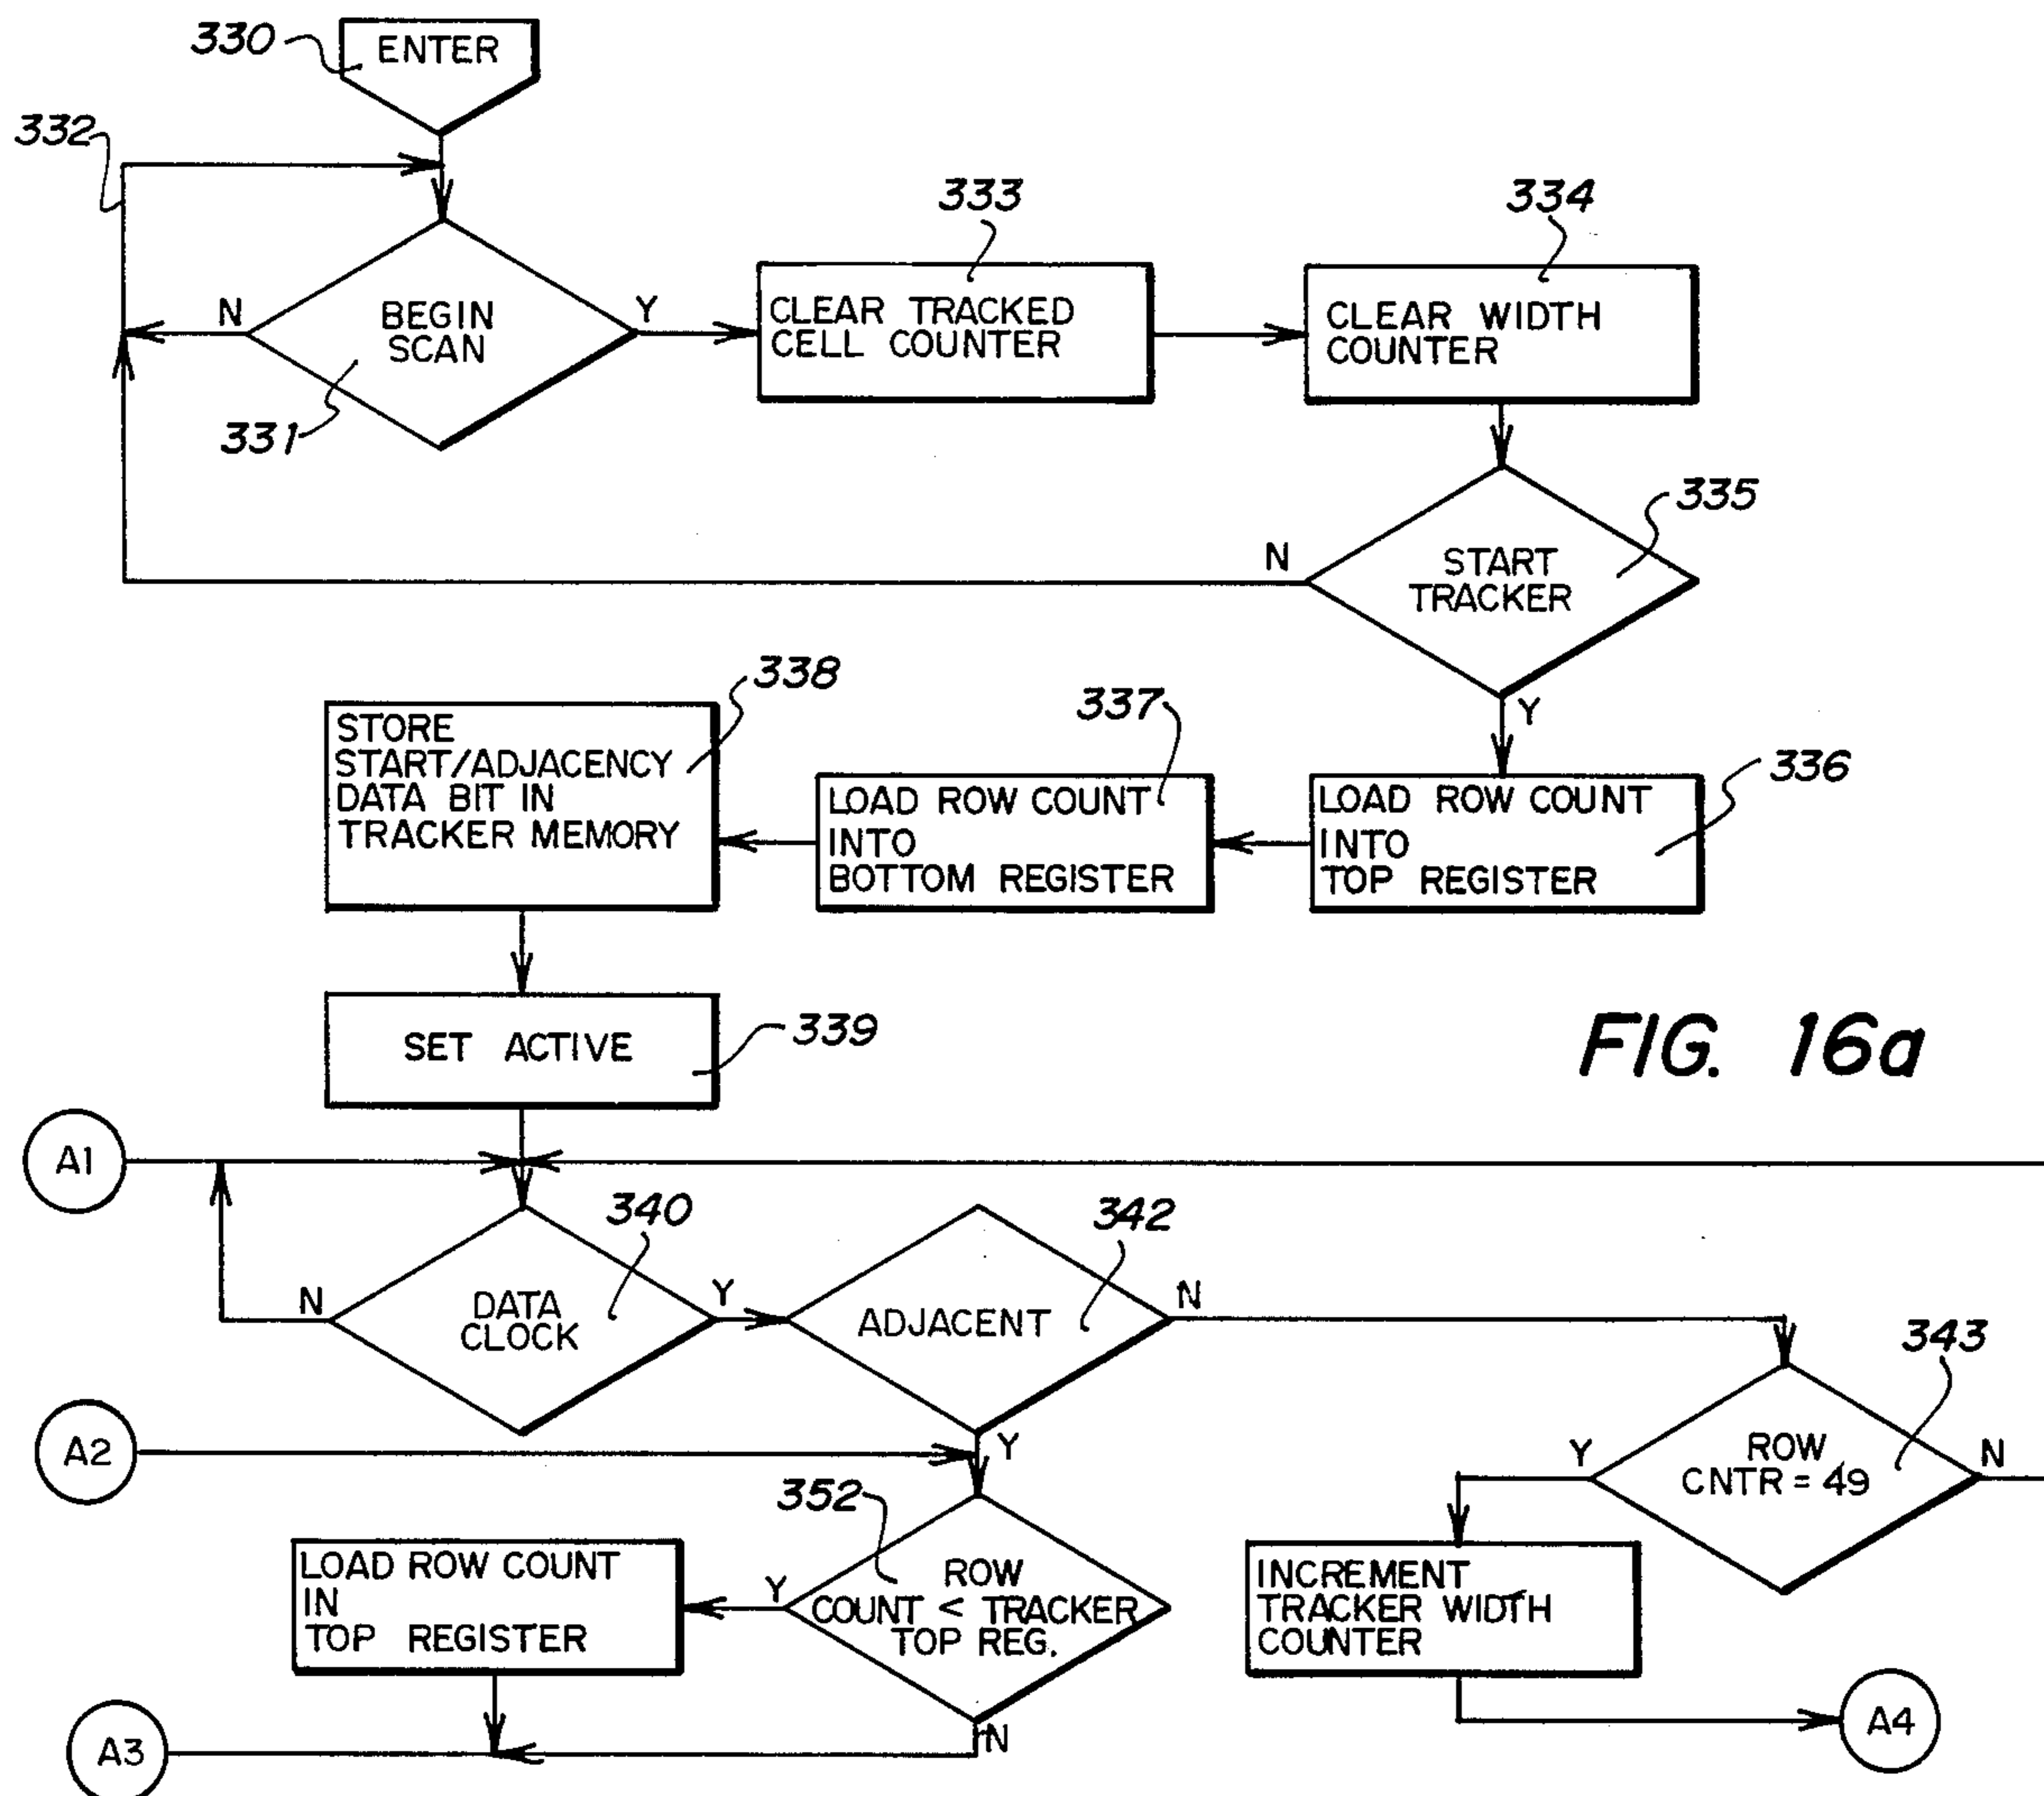 330
ENTER
332
333
334
N
BEGIN
SCAN
Y
CLEAR TRACKED
CELL COUNTER
CLEAR WIDTH
COUNTER
331
335
N
START
TRACKER
Y
338
337
336
STORE
START/ADJACENCY
DATA BIT IN
TRACKER MEMORY
LOAD ROW COUNT
INTO
BOTTOM REGISTER
LOAD ROW COUNT
INTO
TOP REGISTER
SET ACTIVE
339
FIG. 16a
A1
340
342
N
DATA
CLOCK
Y
ADJACENT
N
343
A2
Y
Y
ROW
CNTR = 49
N
352
LOAD ROW COUNT
IN
TOP REGISTER
Y
ROW
COUNT < TRACKER
TOP REG.
INCREMENT
TRACKER WIDTH
COUNTER
A3
N
A4